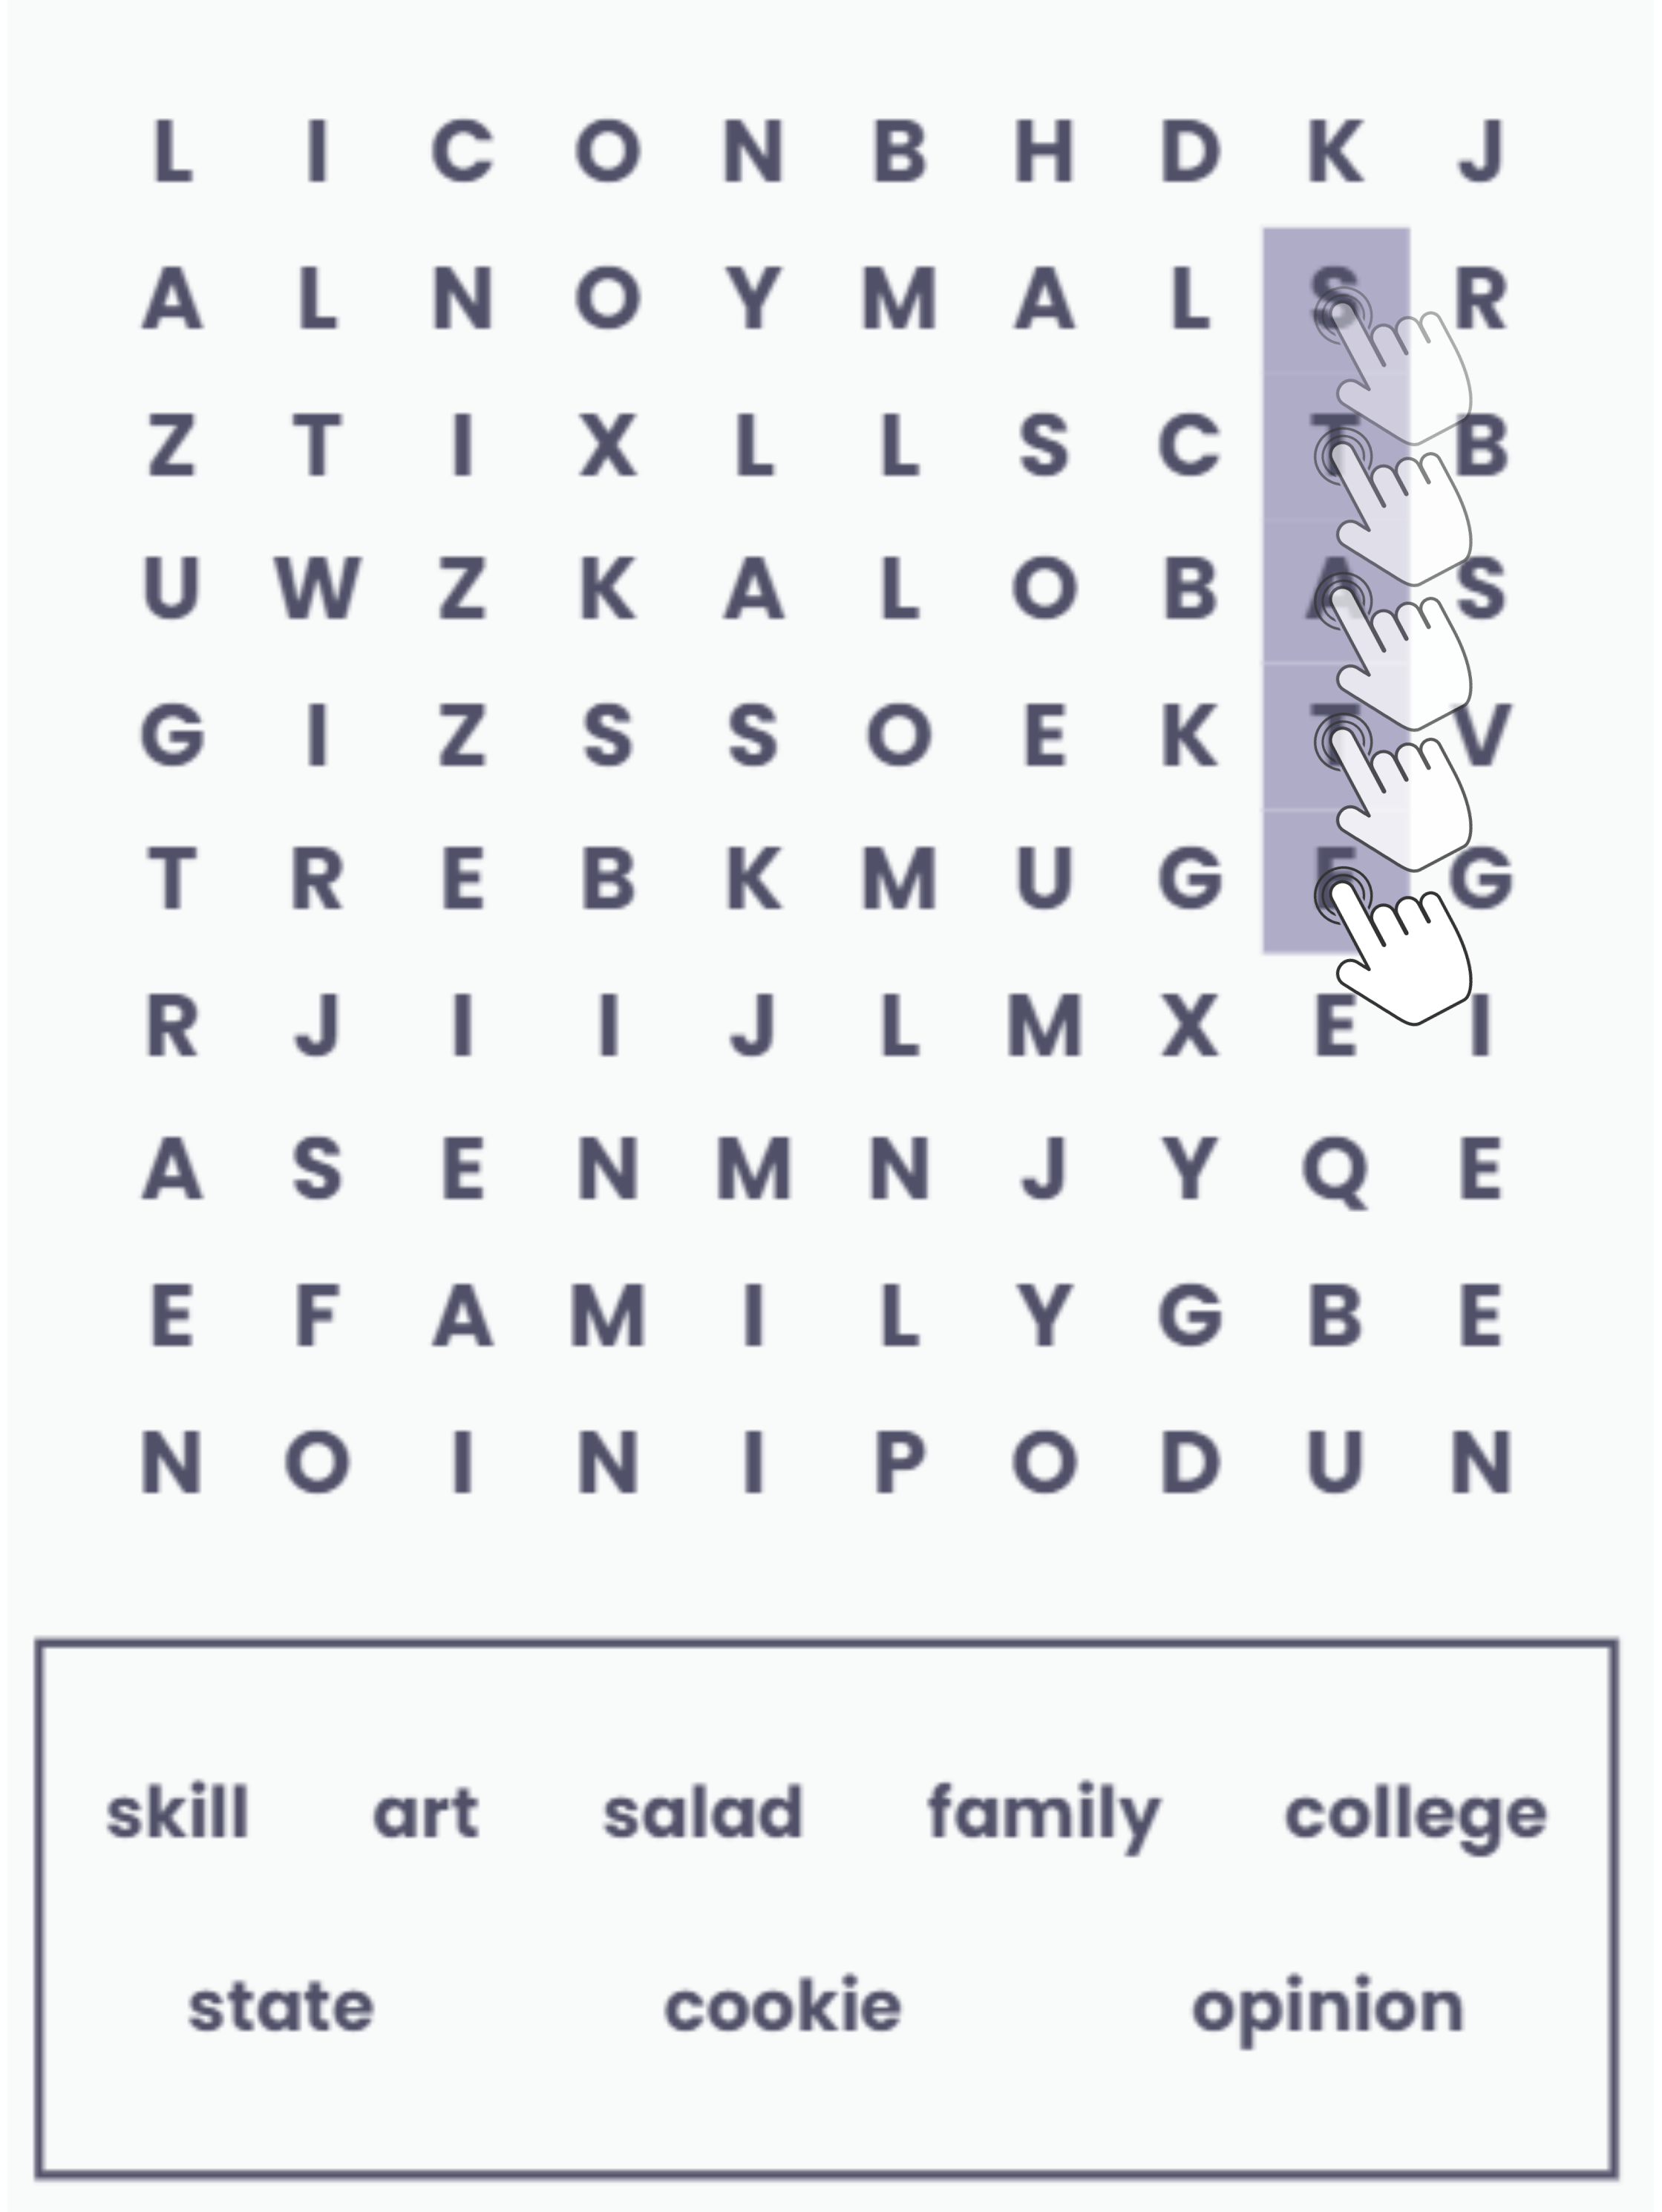 L I C O N B H D K J
A L N O Y M A L S R
Z T I X L L S C T B
U W Z K A L O B A S
G I Z S S O E K T V
T R E B K M U G E G
R J I I J L M X E I
A S E N M N J Y Q E
E F A M I L Y G B E
N O I N I P O D U N
skill art salad family college
state cookie opinion